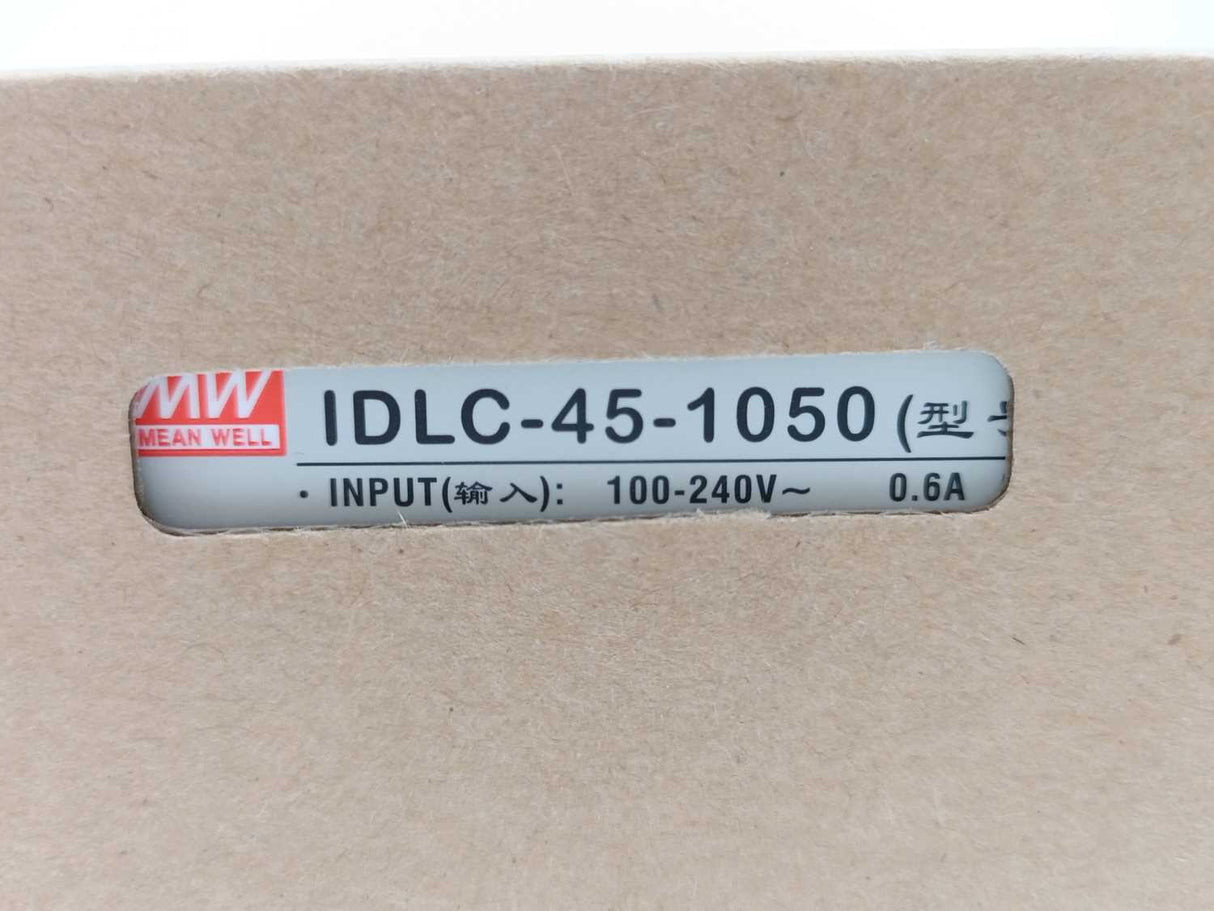 MW
MEAN WELL
IDLC-45-1050 (型
· INPUT(输入): 100-240V~ 0.6A